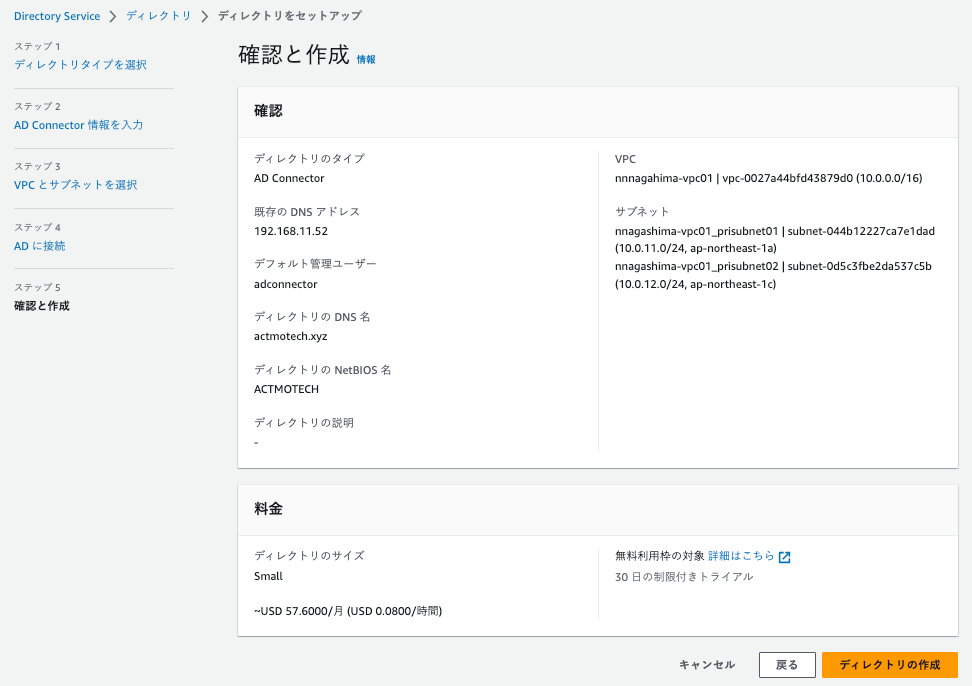 Directory Service > ディレクトリ > ディレクトリをセットアップ
ステップ 1
ディレクトリタイプを選択
ステップ 2
AD Connector 情報を入力
ステップ 3
VPC とサブネットを選択
ステップ 4
AD に接続
ステップ 5
確認と作成
確認と作成 情報
確認
ディレクトリのタイプ
AD Connector
既存の DNS アドレス
192.168.11.52
デフォルト管理ユーザー
adconnector
ディレクトリの DNS 名
actmotech.xyz
ディレクトリの NetBIOS 名
ACTMOTECH
ディレクトリの説明
-
VPC
nnnagahima-vpc01 | vpc-0027a44bfd43879d0 (10.0.0.0/16)
サブネット
nnagashima-vpc01_prisubnet01 | subnet-044b12227ca7e1dad
(10.0.11.0/24, ap-northeast-1a)
nnagashima-vpc01_prisubnet02 | subnet-0d5c3fbe2da537c5b
(10.0.12.0/24, ap-northeast-1c)
料金
ディレクトリのサイズ
Small
~USD 57.6000/月 (USD 0.0800/時間)
無料利用枠の対象 詳細はこちら
30 日の制限付きトライアル
キャンセル
戻る
ディレクトリの作成